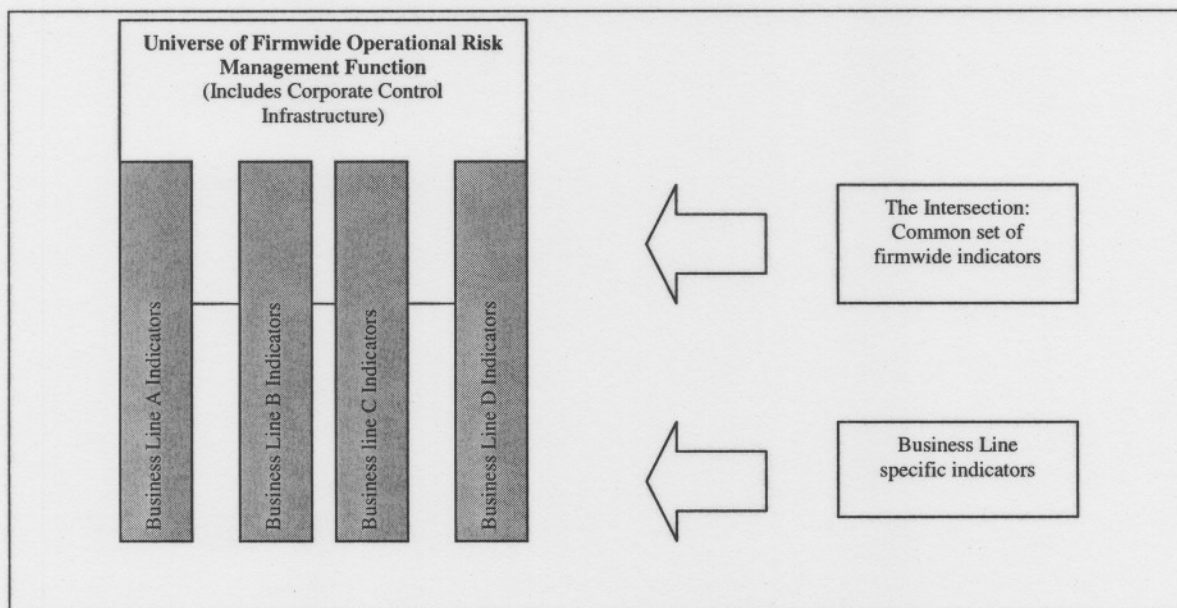 Universe of Firmwide Operational Risk
Management Function
(Includes Corporate Control
Infrastructure)
Business Line A Indicators
Business Line B Indicators
Business line C Indicators
Business Line D Indicators
The Intersection:
Common set of
firmwide indicators
Business Line
specific indicators